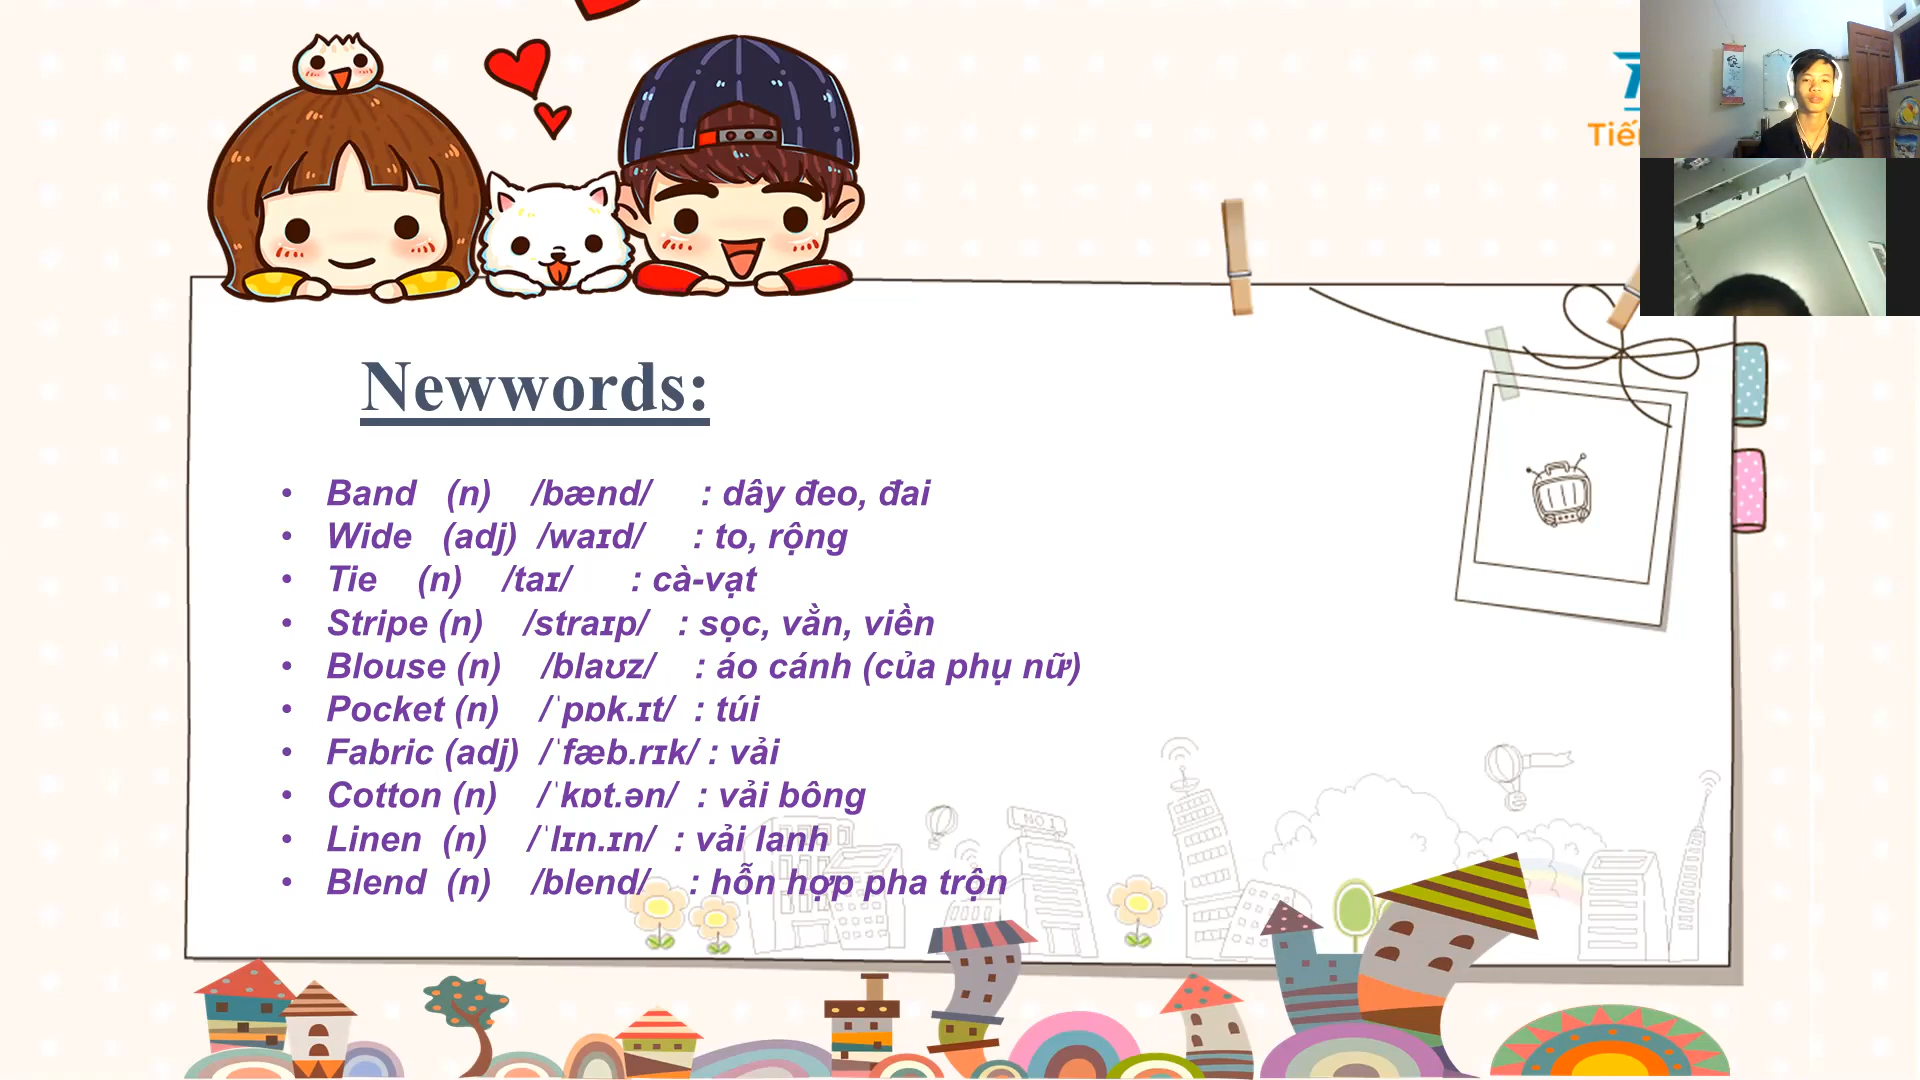 Newwords:
• Band (n) /bænd/ : dây đeo, đai
• Wide (adj) /waɪd/ : to, rộng
• Tie (n) /taɪ/ : cà-vạt
• Stripe (n) /straɪp/ : sọc, vằn, viền
• Blouse (n) /blaʊz/ : áo cánh (của phụ nữ)
• Pocket (n) /ˈpɒk.ɪt/ : túi
• Fabric (adj) /ˈfæb.rɪk/ : vải
• Cotton (n) /ˈkɒt.ən/ : vải bông
• Linen (n) /ˈlɪn.ɪn/ : vải lanh
• Blend (n) /blend/ : hỗn hợp pha trộn
NO 1